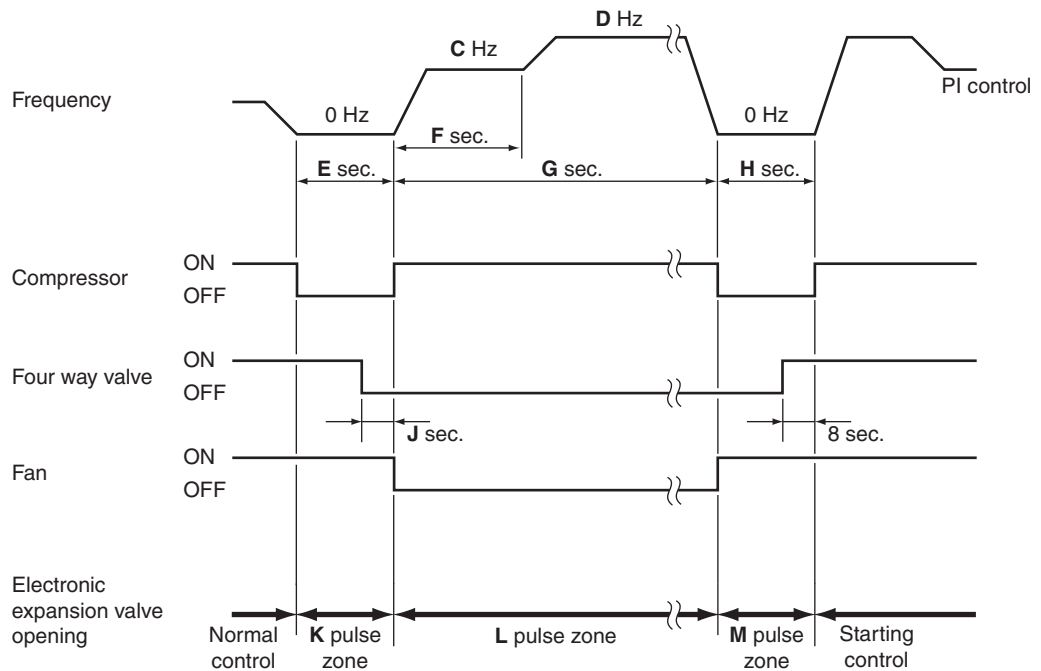 D Hz
C Hz
PI control
Frequency
0 Hz
0 Hz
F sec.
E sec.
G sec.
H sec.
ON
Compressor
OFF
ON
Four way valve
OFF
J sec.
8 sec.
ON
Fan
OFF
Electronic
expansion valve
opening
Normal
control
K pulse
zone
L pulse zone
M pulse
zone
Starting
control